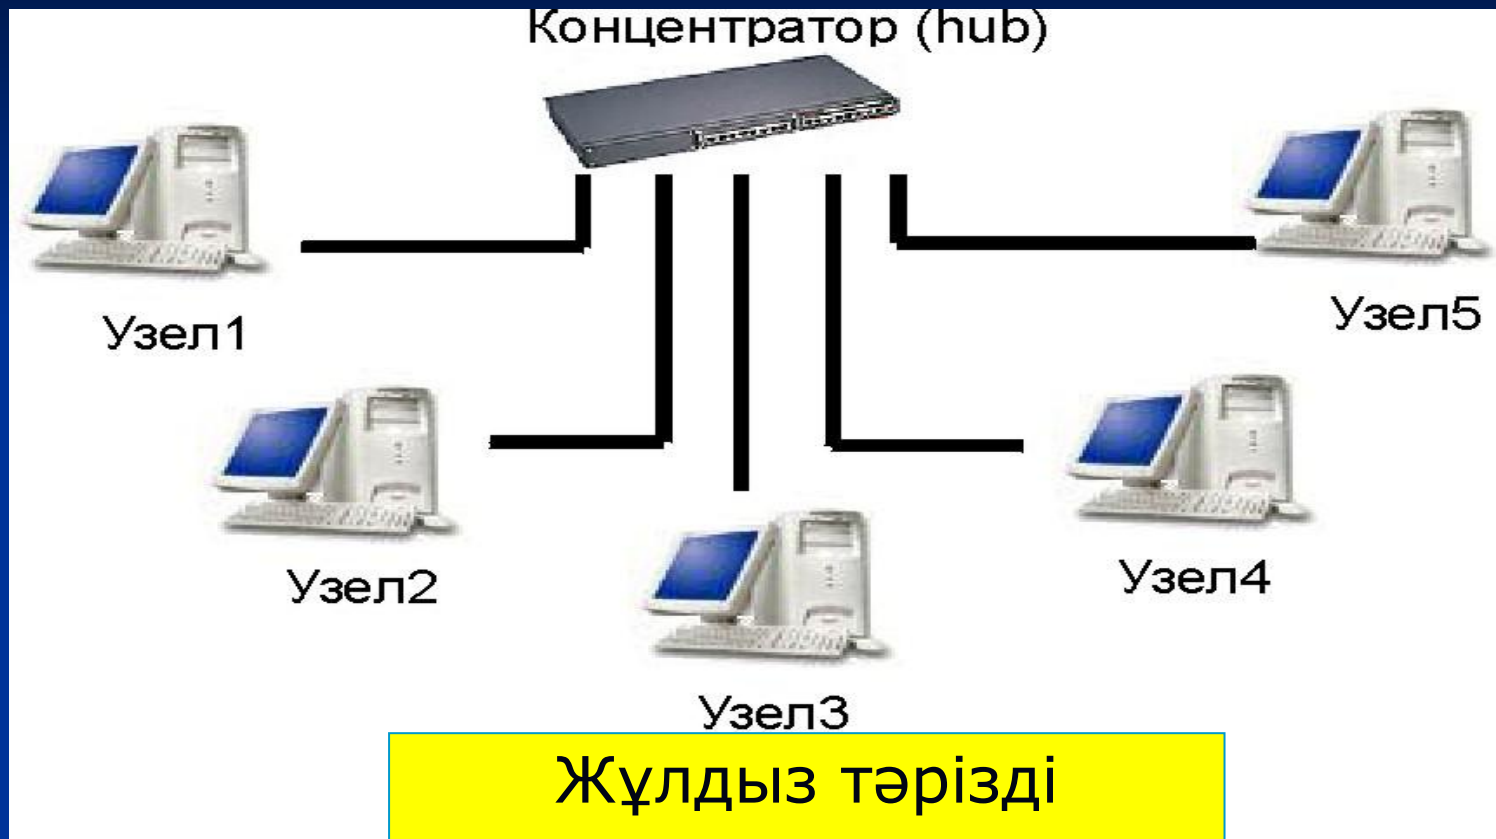 Концентратор (hub)
Узел1
Узел5
Узел2
Узел4
Узел3
Жұлдыз тәрізді